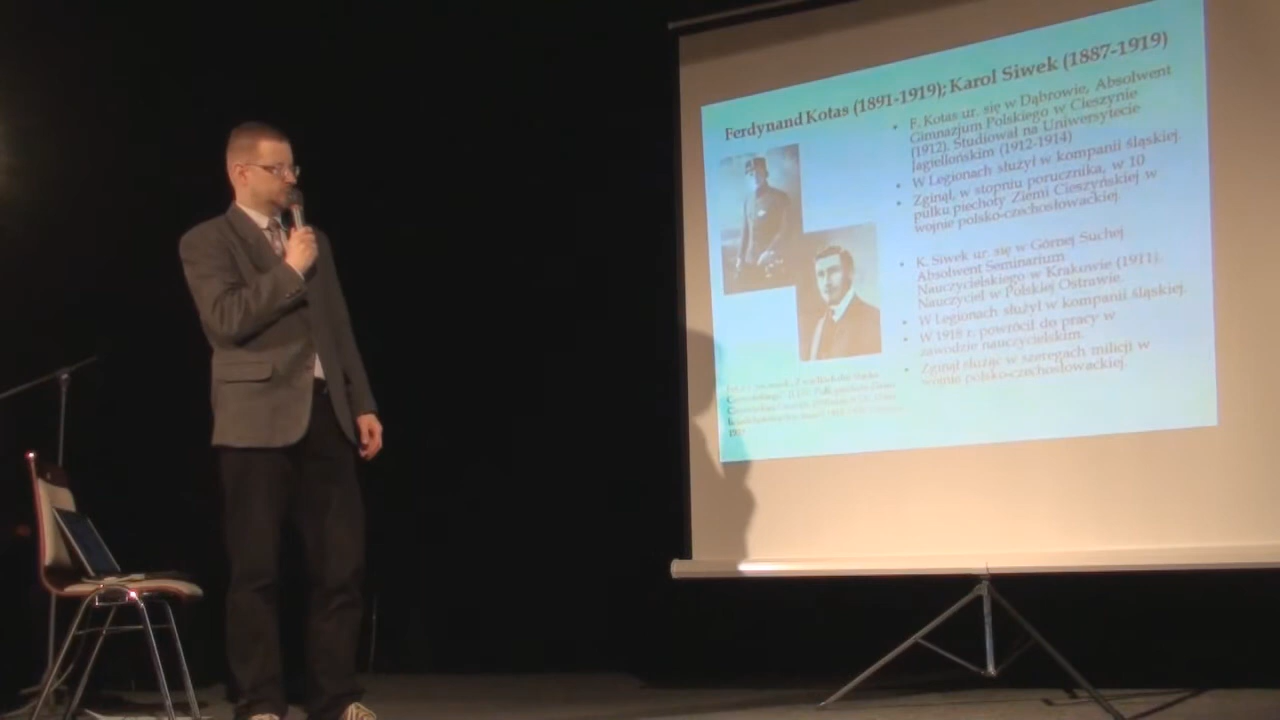 Ferdynand Kotas (1891-1919); Karol Siwek (1887-1919)
F. Kotas ur. się w Dąbrowie, Absolwent
Gimnazjum Polskiego w Cieszynie
(1912). Studiował na Uniwersytecie
Jagiellońskim (1912-1914)
W Legionach służył w kompanii śląskiej.
Zginął, w stopniu porucznika, w 10
pułku piechoty Ziemi Cieszyńskiej w
wojnie polsko-czechosłowackiej.
K. Siwek ur. się w Górnej Suchej
Absolwent Seminarium
Nauczycielskiego w Krakowie (1911).
Nauczyciel w Polskiej Ostrawie.
W Legionach służył w kompanii śląskiej.
W 1918 r. powrócił do pracy w
zawodzie nauczycielskim.
Zginął służąc w szeregach milicji w
wojnie polsko-czechosłowackiej.